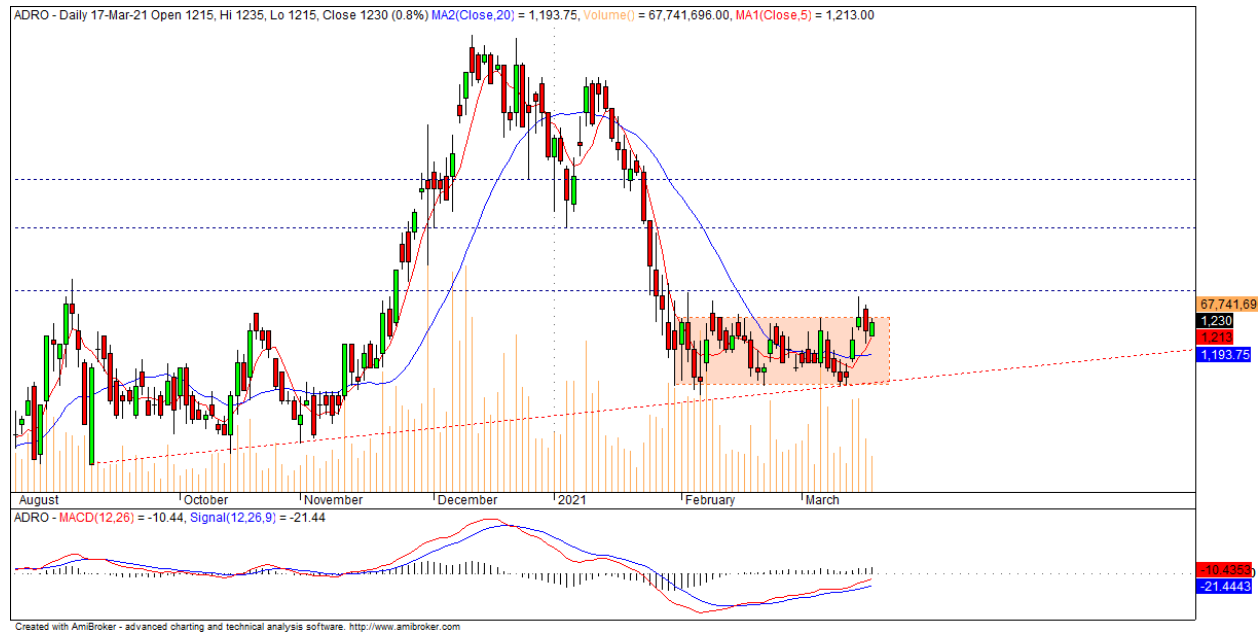 ADRO - Daily 17-Mar-21 Open 1215, Hi 1235, Lo 1215, Close 1230 (0.8%) MA2(Close,20) = 1,193.75, Volume() = 67,741,696.00, MA1(Close,5) = 1,213.00
67,741,69
1,230
1,213
1,193.75
August October November December 2021 February March
ADRO - MACD(12,26) = -10.44, Signal(12,26,9) = -21.44
-10.4353 0
-21.4443
Created with AmiBroker - advanced charting and technical analysis software. http://www.amibroker.com